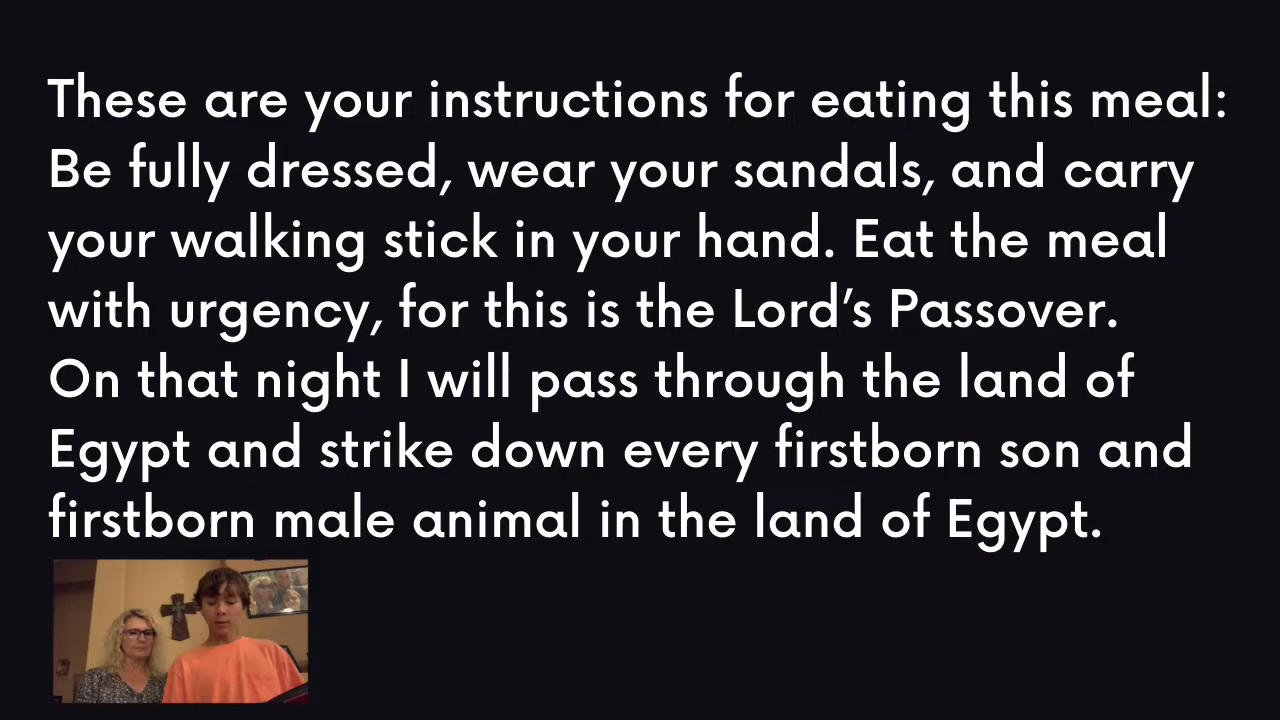 These are your instructions for eating this meal:
Be fully dressed, wear your sandals, and carry
your walking stick in your hand. Eat the meal
with urgency, for this is the Lord’s Passover.
On that night I will pass through the land of
Egypt and strike down every firstborn son and
firstborn male animal in the land of Egypt.